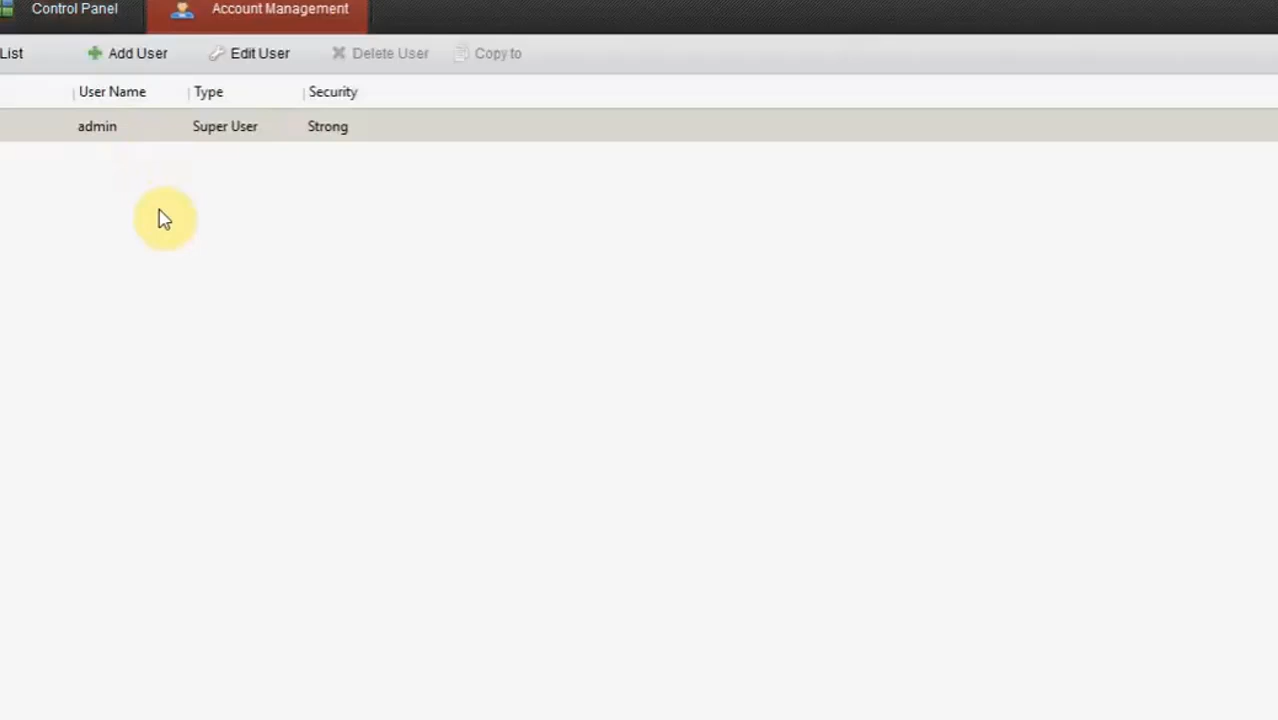 Control Panel Account Management
List Add User Edit User Delete User Copy to
User Name Type Security
admin Super User Strong